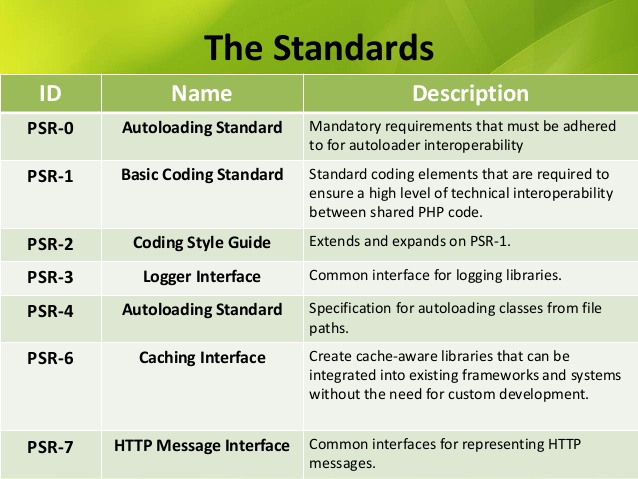 The Standards
ID Name Description
PSR-0 Autoloading Standard Mandatory requirements that must be adhered
to for autoloader interoperability
PSR-1 Basic Coding Standard Standard coding elements that are required to
ensure a high level of technical interoperability
between shared PHP code.
PSR-2 Coding Style Guide Extends and expands on PSR-1.
PSR-3 Logger Interface Common interface for logging libraries.
PSR-4 Autoloading Standard Specification for autoloading classes from file
paths.
PSR-6 Caching Interface Create cache-aware libraries that can be
integrated into existing frameworks and systems
without the need for custom development.
PSR-7 HTTP Message Interface Common interfaces for representing HTTP
messages.